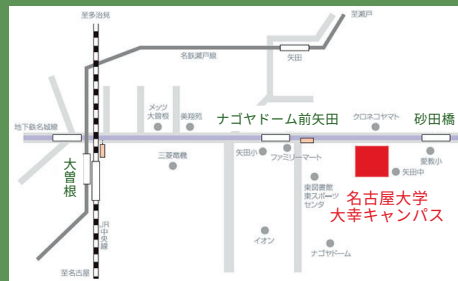 至多治見
至瀬戸
名鉄瀬戸線
矢田
メッツ
大曽根
美翔苑
ナゴヤドーム前矢田
クロネコヤマト
砂田橋
地下鉄名城線
大曽根
三菱電機
矢田小
ファミリーマート
愛教小
矢田中
東図書館
東スポーツ
センタ
名古屋大学
大幸キャンパス
JR中央線
イオン
ナゴヤドーム
至名古屋